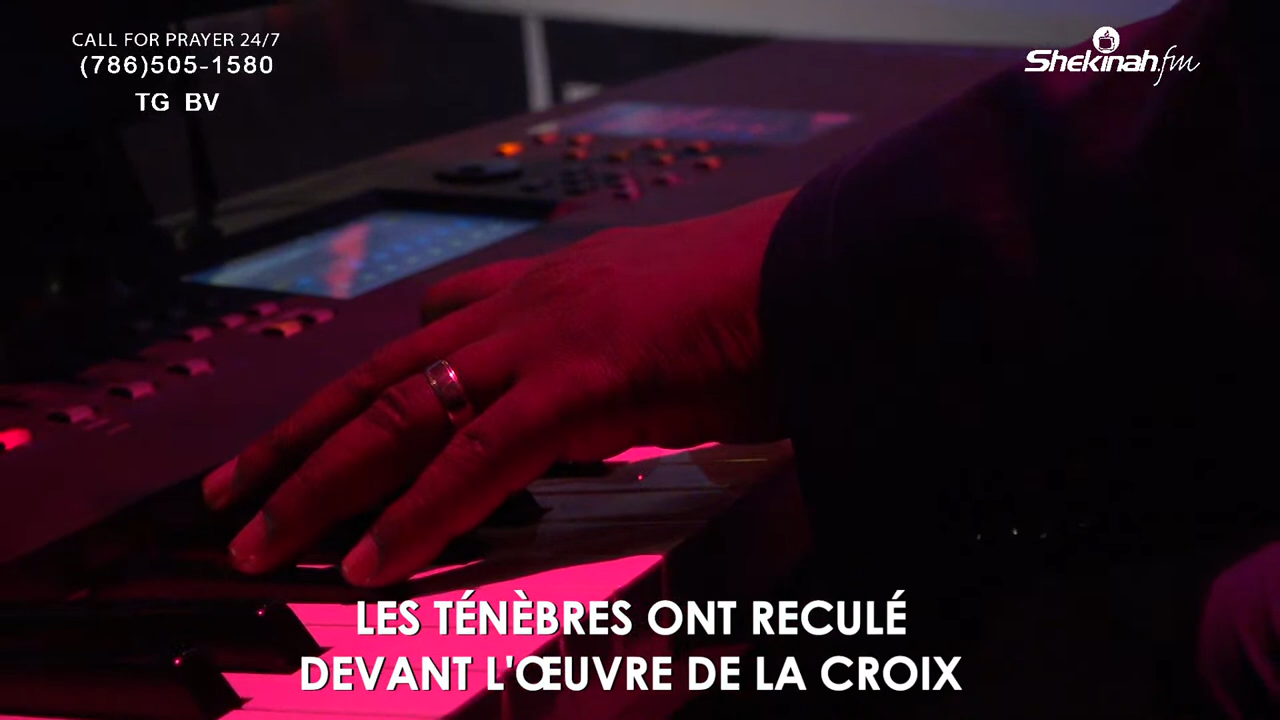 CALL FOR PRAYER 24/7
(786)505-1580
TG BV
Shekinah.fm
LES TÉNÈBRES ONT RECULÉ
DEVANT L'ŒUVRE DE LA CROIX